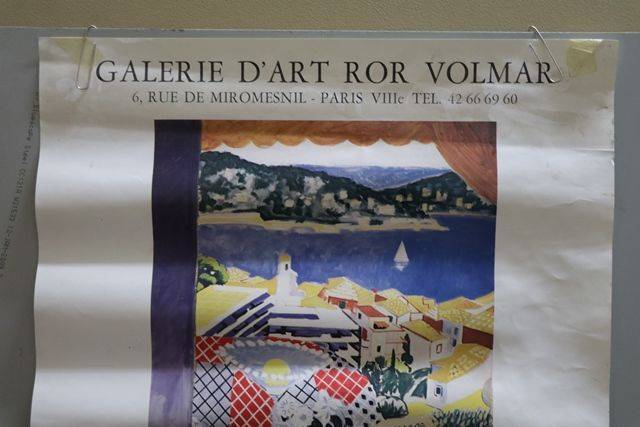 GALERIE D'ART ROR VOLMAR
6, RUE DE MIROMESNIL - PARIS VIIIe TEL. 42 66 69 60